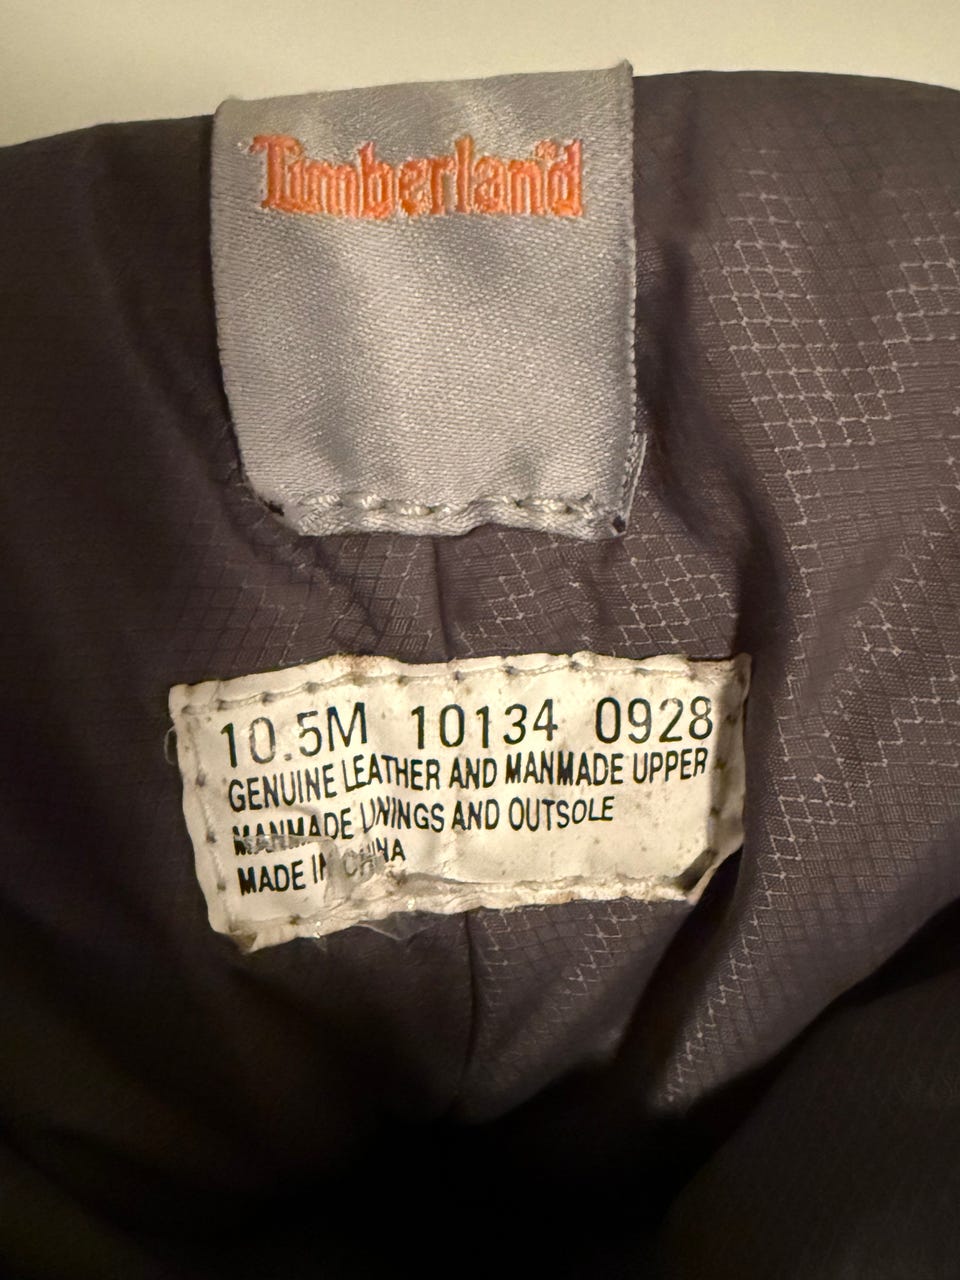 Timberland
10.5M 10134 0928
GENUINE LEATHER AND MANMADE UPPER
MANMADE LININGS AND OUTSOLE
MADE IN CHINA